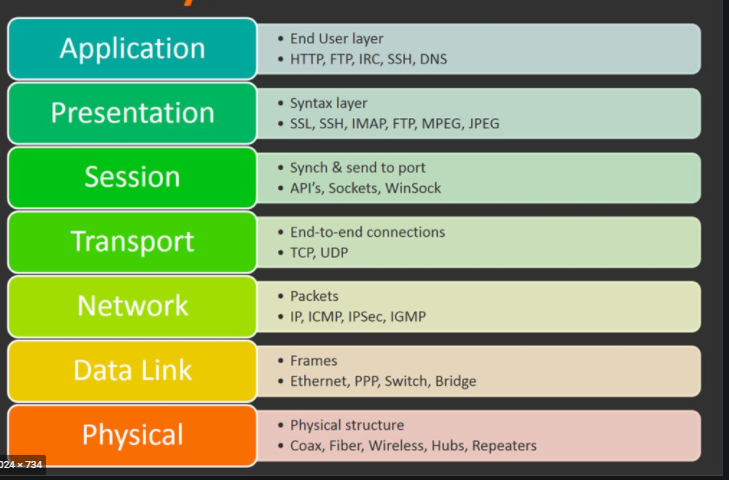 Application
• End User layer
• HTTP, FTP, IRC, SSH, DNS
Presentation
• Syntax layer
• SSL, SSH, IMAP, FTP, MPEG, JPEG
Session
• Synch & send to port
• API's, Sockets, WinSock
Transport
• End-to-end connections
• TCP, UDP
Network
• Packets
• IP, ICMP, IPSec, IGMP
Data Link
• Frames
• Ethernet, PPP, Switch, Bridge
Physical
• Physical structure
• Coax, Fiber, Wireless, Hubs, Repeaters
024 × 734